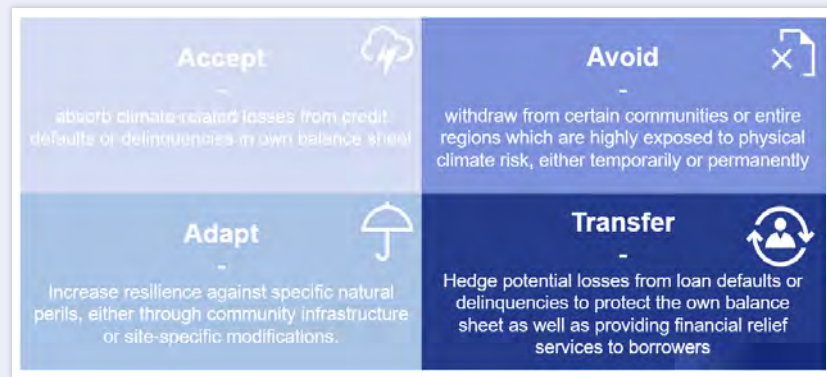 Accept
-
absorb climate-related losses from credit
defaults or delinquencies in own balance sheet
Avoid
-
withdraw from certain communities or entire
regions which are highly exposed to physical
climate risk, either temporarily or permanently
Adapt
-
Increase resilience against specific natural
perils, either through community infrastructure
or site-specific modifications.
Transfer
-
Hedge potential losses from loan defaults or
delinquencies to protect the own balance
sheet as well as providing financial relief
services to borrowers